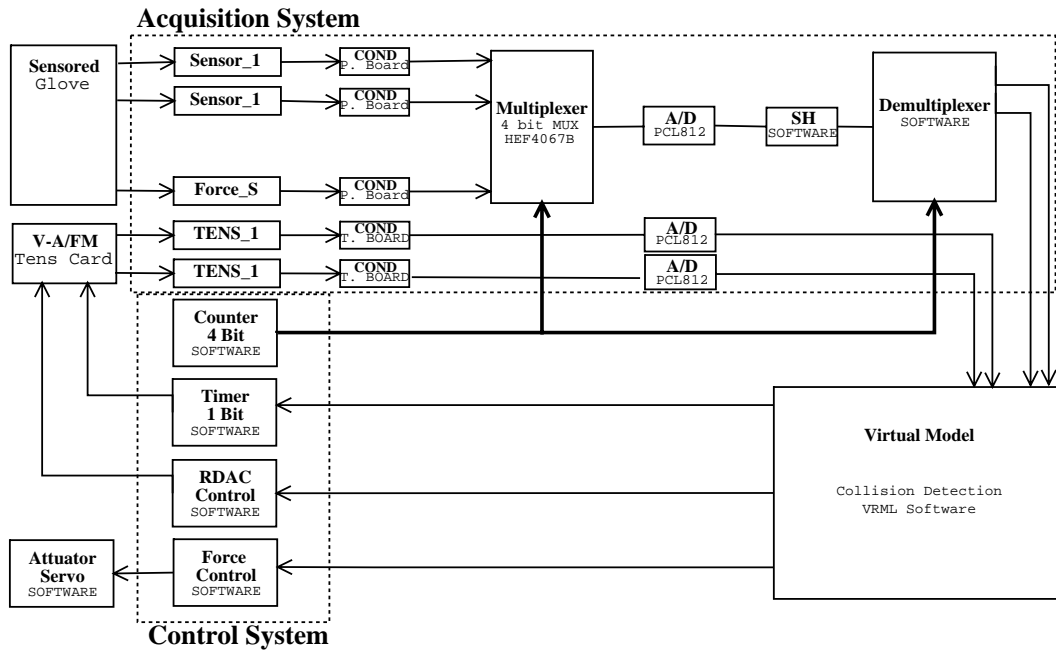 Acquisition System
Sensored
Glove
Sensor_1
COND
P. Board
Sensor_1
COND
P. Board
Force_S
COND
P. Board
Multiplexer
4 bit MUX
HEF4067B
A/D
PCL812
SH
SOFTWARE
Demultiplexer
SOFTWARE
V-A/FM
Tens Card
TENS_1
COND
T. BOARD
A/D
PCL812
TENS_1
COND
T. BOARD
A/D
PCL812
Counter
4 Bit
SOFTWARE
Timer
1 Bit
SOFTWARE
RDAC
Control
SOFTWARE
Virtual Model
Collision Detection
VRML Software
Attuator
Servo
SOFTWARE
Force
Control
SOFTWARE
Control System